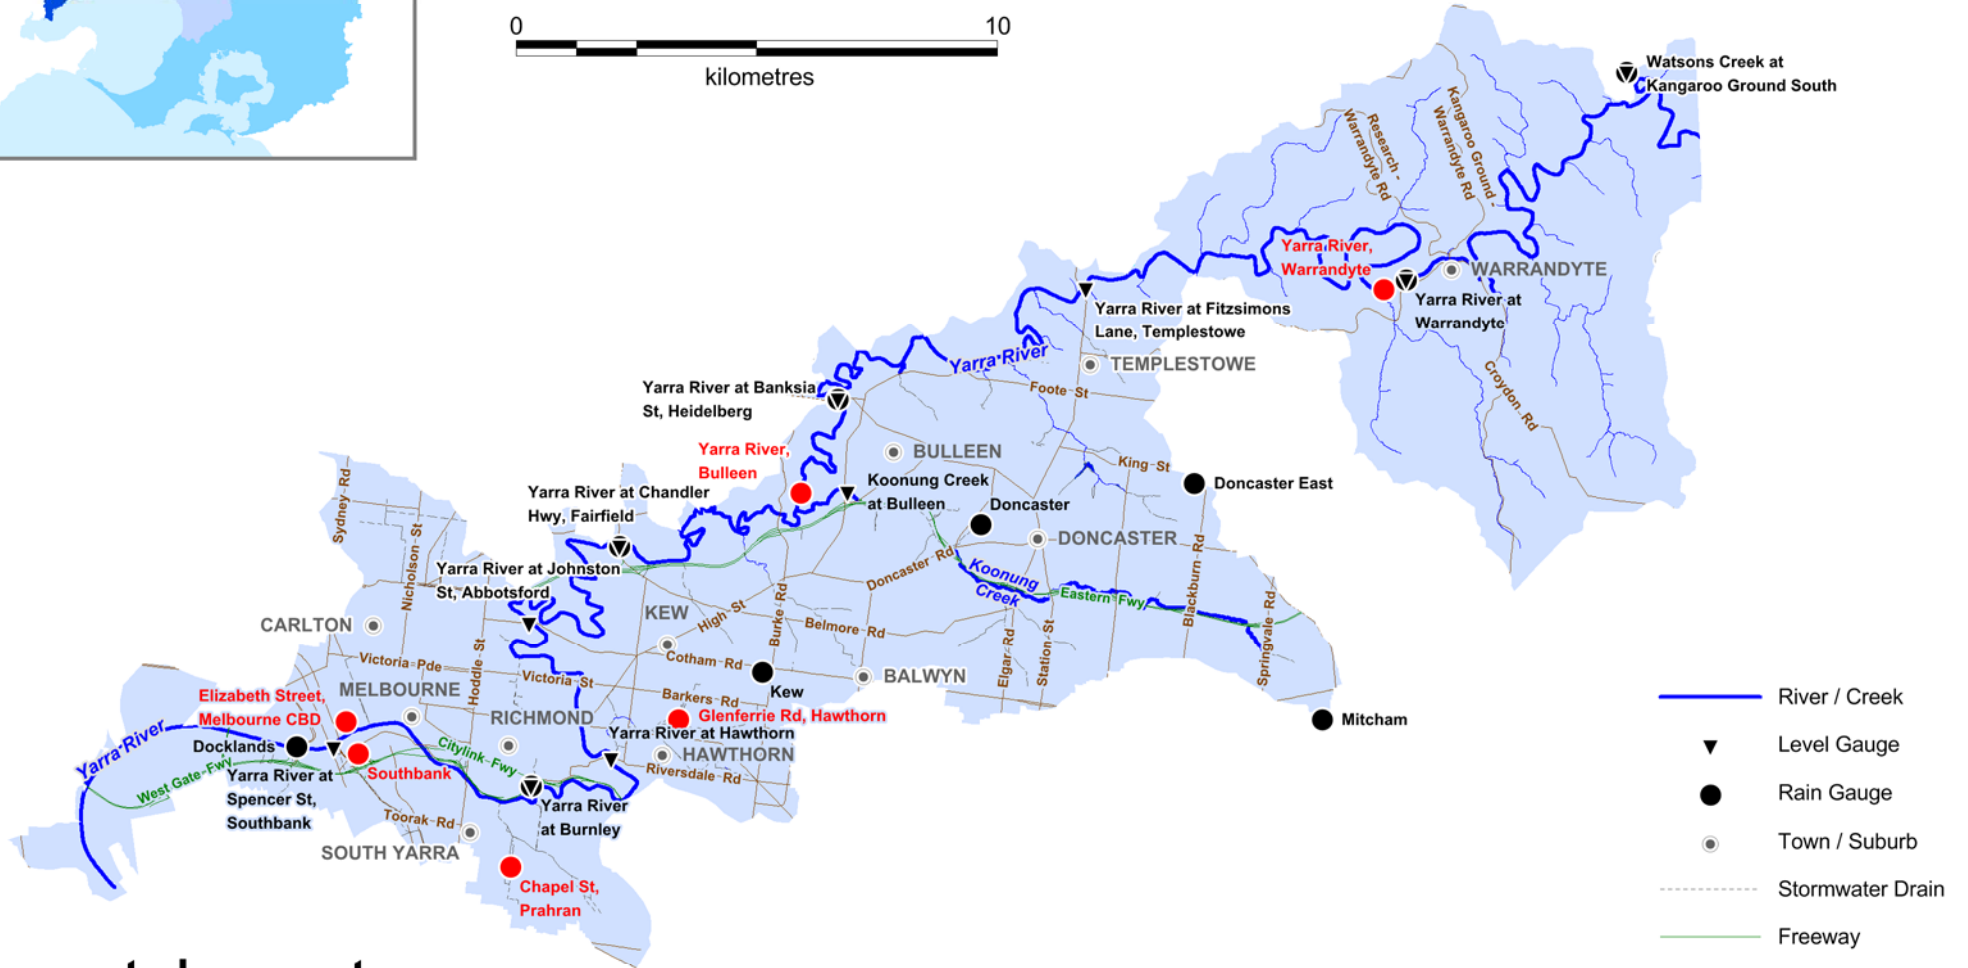 0
10
kilometres
Watsons Creek at
Kangaroo Ground South
Research -
Warrandyte Rd
Kangaroo Ground -
Warrandyte Rd
Yarra River,
Warrandyte
WARRANDYTE
Yarra River at
Warrandyte
Yarra River at Fitzsimons
Lane, Templestowe
Yarra River
TEMPLESTOWE
Foote St
Croydon Rd
Yarra River at Banksia
St, Heidelberg
Yarra River,
Bulleen
BULLEEN
King St
Koonung Creek
at Bulleen
Doncaster East
Doncaster
DONCASTER
Sydney Rd
Nicholson St
Yarra River at Chandler
Hwy, Fairfield
Yarra River at Johnston
St, Abbotsford
Doncaster Rd
Koonung
Creek
Eastern Fwy
Blackburn Rd
Springvale Rd
CARLTON
KEW
High St
Burke Rd
Belmore Rd
Elgar Rd
Station St
Victoria Pde
Hoddle St
Victoria St
Cotham Rd
BALWYN
Kew
Barkers Rd
Elizabeth Street,
Melbourne CBD
MELBOURNE
RICHMOND
Glenferrie Rd, Hawthorn
Yarra River at Hawthorn
HAWTHORN
Riversdale Rd
Mitcham
Yarra River
Docklands
West Gate Fwy
Citylink Fwy
Southbank
Yarra River at
Spencer St,
Southbank
Yarra River
at Burnley
Toorak Rd
SOUTH YARRA
Chapel St,
Prahran
River / Creek
Level Gauge
Rain Gauge
Town / Suburb
Stormwater Drain
Freeway